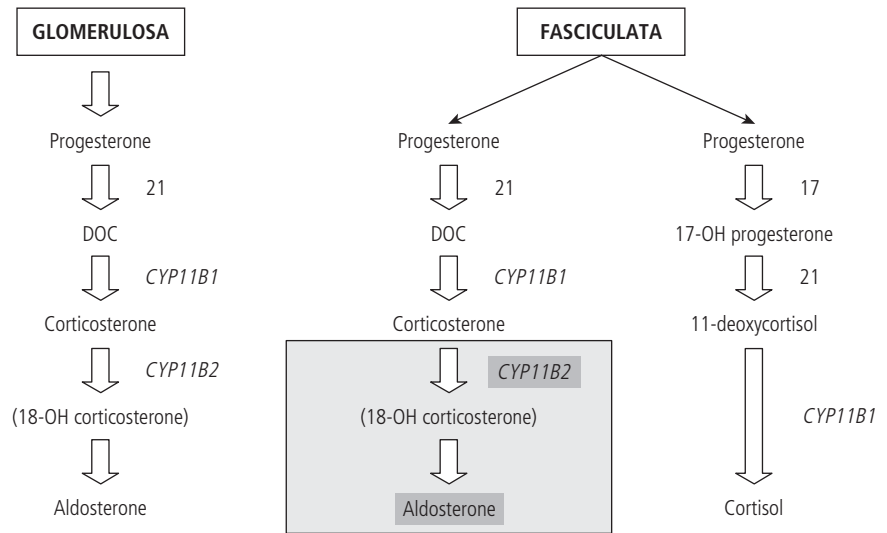 GLOMERULOSA
Progesterone
21
DOC
CYP11B1
Corticosterone
CYP11B2
(18-OH corticosterone)
Aldosterone
FASCICULATA
Progesterone
21
DOC
CYP11B1
Corticosterone
CYP11B2
(18-OH corticosterone)
Aldosterone
Progesterone
17
17-OH progesterone
21
11-deoxycortisol
CYP11B1
Cortisol